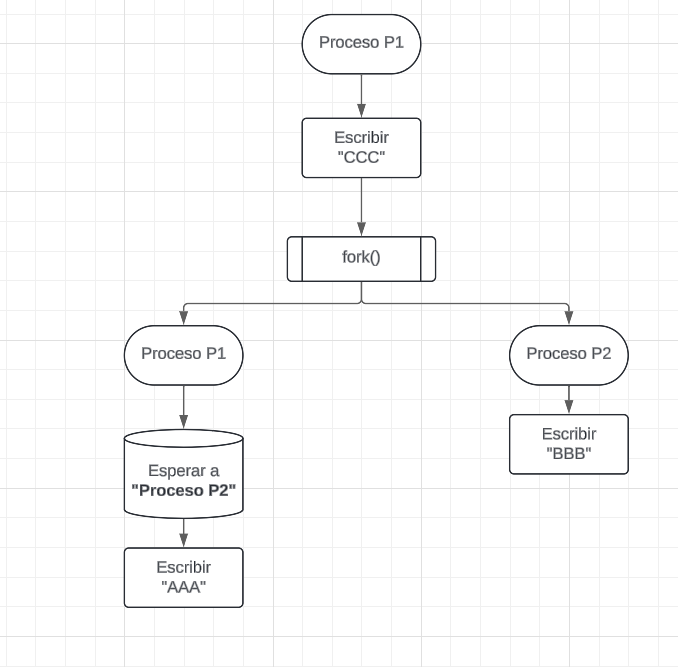 Proceso P1
Escribir
"CCC"
fork()
Proceso P1
Proceso P2
Esperar a
"Proceso P2"
Escribir
"BBB"
Escribir
"AAA"